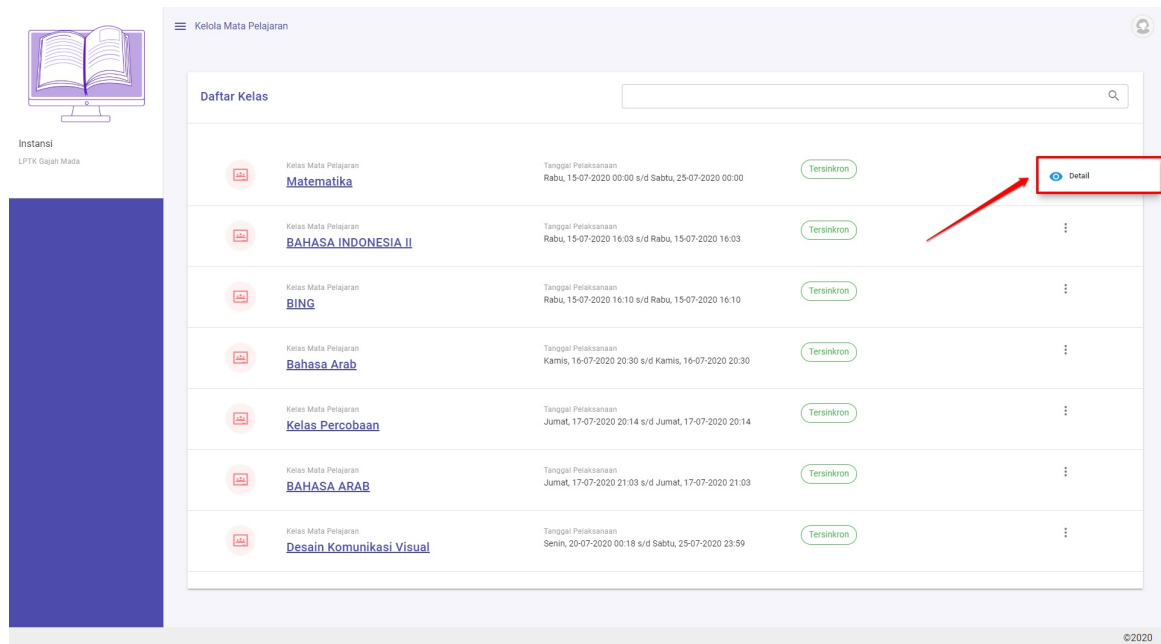 Kelola Mata Pelajaran
Instansi
LPTK Gajah Mada
Daftar Kelas
Kelas Mata Pelajaran
Matematika
Tanggal Pelaksanaan
Rabu, 15-07-2020 00:00 s/d Sabtu, 25-07-2020 00:00
Tersinkron
Detail
Kelas Mata Pelajaran
BAHASA INDONESIA II
Tanggal Pelaksanaan
Rabu, 15-07-2020 16:03 s/d Rabu, 15-07-2020 16:03
Tersinkron
Kelas Mata Pelajaran
BING
Tanggal Pelaksanaan
Rabu, 15-07-2020 16:10 s/d Rabu, 15-07-2020 16:10
Tersinkron
Kelas Mata Pelajaran
Bahasa Arab
Tanggal Pelaksanaan
Kamis, 16-07-2020 20:30 s/d Kamis, 16-07-2020 20:30
Tersinkron
Kelas Mata Pelajaran
Kelas Percobaan
Tanggal Pelaksanaan
Jumat, 17-07-2020 20:14 s/d Jumat, 17-07-2020 20:14
Tersinkron
Kelas Mata Pelajaran
BAHASA ARAB
Tanggal Pelaksanaan
Jumat, 17-07-2020 21:03 s/d Jumat, 17-07-2020 21:03
Tersinkron
Kelas Mata Pelajaran
Desain Komunikasi Visual
Tanggal Pelaksanaan
Senin, 20-07-2020 00:18 s/d Sabtu, 25-07-2020 23:59
Tersinkron
©2020